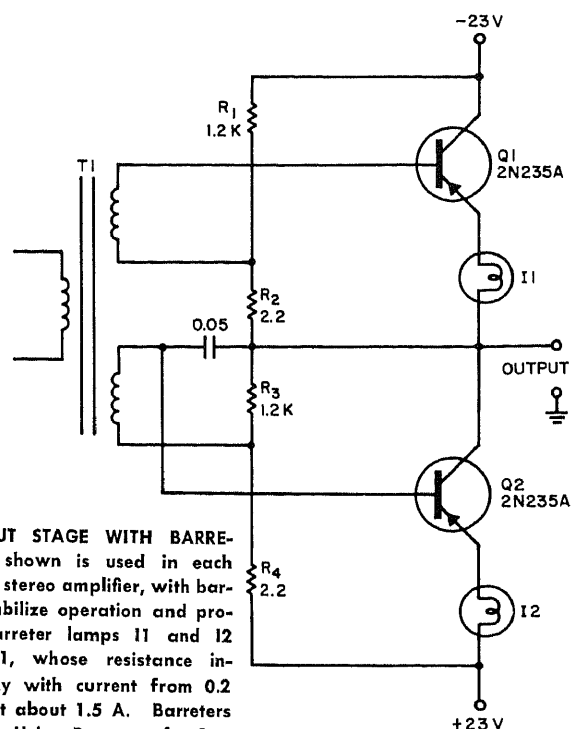 -23V
R1
1.2 K
Q1
2N235A
T1
I1
R2
2.2
0.05
OUTPUT
R3
1.2 K
Q2
2N235A
R4
2.2
I2
+23V
UT STAGE WITH BARRE-
shown is used in each
stereo amplifier, with bar-
abilize operation and pro-
arreter lamps I1 and I2
1, whose resistance in-
y with current from 0.2
t about 1.5 A. Barreters